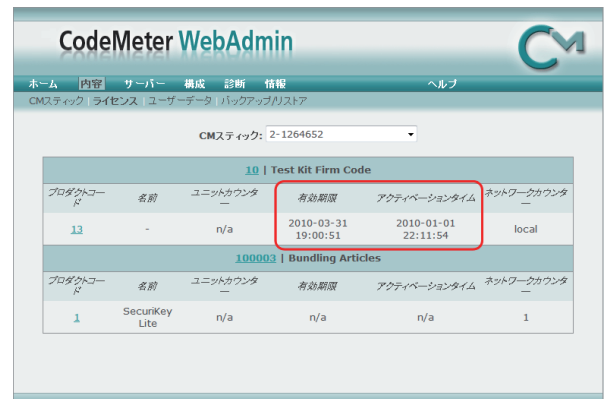 CodeMeter WebAdmin
ホーム 内容 サーバー 構成 診断 情報 ヘルプ
CMスティック | ライセンス | ユーザーデータ | バックアップ/リストア
CMスティック: 2-1264652
10 | Test Kit Firm Code
プロダクトコード 名前 ユニットカウンター 有効期限 アクティベーションタイム ネットワークカウンター
13 - n/a 2010-03-31 19:00:51 2010-01-01 22:11:54 local
100003 | Bundling Articles
プロダクトコード 名前 ユニットカウンター 有効期限 アクティベーションタイム ネットワークカウンター
1 SecuriKey Lite n/a n/a n/a 1